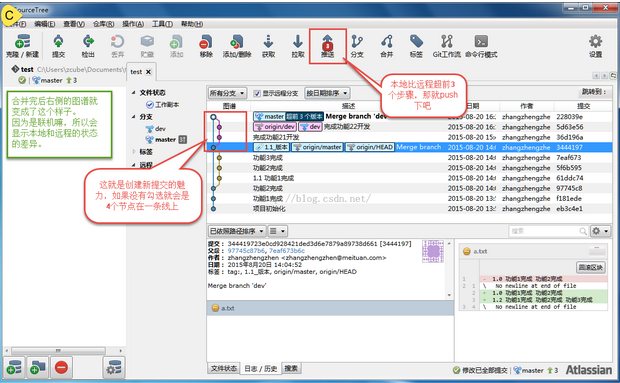 C
SourceTree
文件(F) 编辑(E) 查看(V) 仓库(R) 操作(A) 工具(T) 帮助(H)
克隆 / 新建 提交 检出 丢弃 贮藏 添加 移除 添加/删除 获取 拉取 推送 分支 合并 标签 Git工作流 命令行模式 设置
3
test C:\Users\zcube\Documents\
master 3
test
合并完后右侧的图谱就
变成了这个样子。
因为是联机嘛，所以会
显示本地和远的状态
的差异。
文件状态
工作副本
分支
dev
master
标签
远程
所有分支 显示远程分支 按日期排序 跳转到：
图谱 描述 日期 作者 提交
master 超前 3 个版本 Merge branch 'dev' zhangzhengzhe 228039e
origin/dev dev 完成功能22开发 2015-08-20 16: zhangzhengzhe 5d63e56
完成功能21开发 2015-08-20 15: zhangzhengzhe 36d196a
1.1_版本 origin/master origin/HEAD Merge branch 2015-08-20 14: zhangzhengzhe 3444197
功能3完成 2015-08-20 14: zhangzhengzhe 7eaf673
功能2完成 2015-08-20 14: zhangzhengzhe 5f6b595
1.1 功能1完成 2015-08-20 14: zhangzhengzhe 61ddc74
功能2完成 2015-08-20 14: zhangzhengzhe 97745c8
功能1完成 zhangzhengzhe f181ede
项目初始化 2015-08-20 13: zhangzhengzhe eb3c4e1
本地比远程超前3
个步骤，那就push
下吧
这就是创建新提交的魅
力，如果没有勾选就会是
4个节点在一条线上
//blog.csdn.net/
已依照路径排序 搜索
提交： 344419723e0cd928421ded3d6e7879a89738d661 [3444197]
父级： 97745c87b6, 7eaf673b6c
作者： zhangzhengzhen <zhangzhengzhen@meituan.com>
日期： 2015年8月20日 14:04:52
标签： tag:, 1.1_版本, origin/master, origin/HEAD
Merge branch 'dev'
a.txt
a.txt
回滚区块
- 1.0 功能1完成 功能2完成
\ No newline at end of file
+ 1.0 功能1完成 功能2完成
+ 1.2 功能1完成 功能2完成 功能3完成
\ No newline at end of file
文件状态 日志 / 历史 搜索
修改已全部提交 master 3 Atlassian